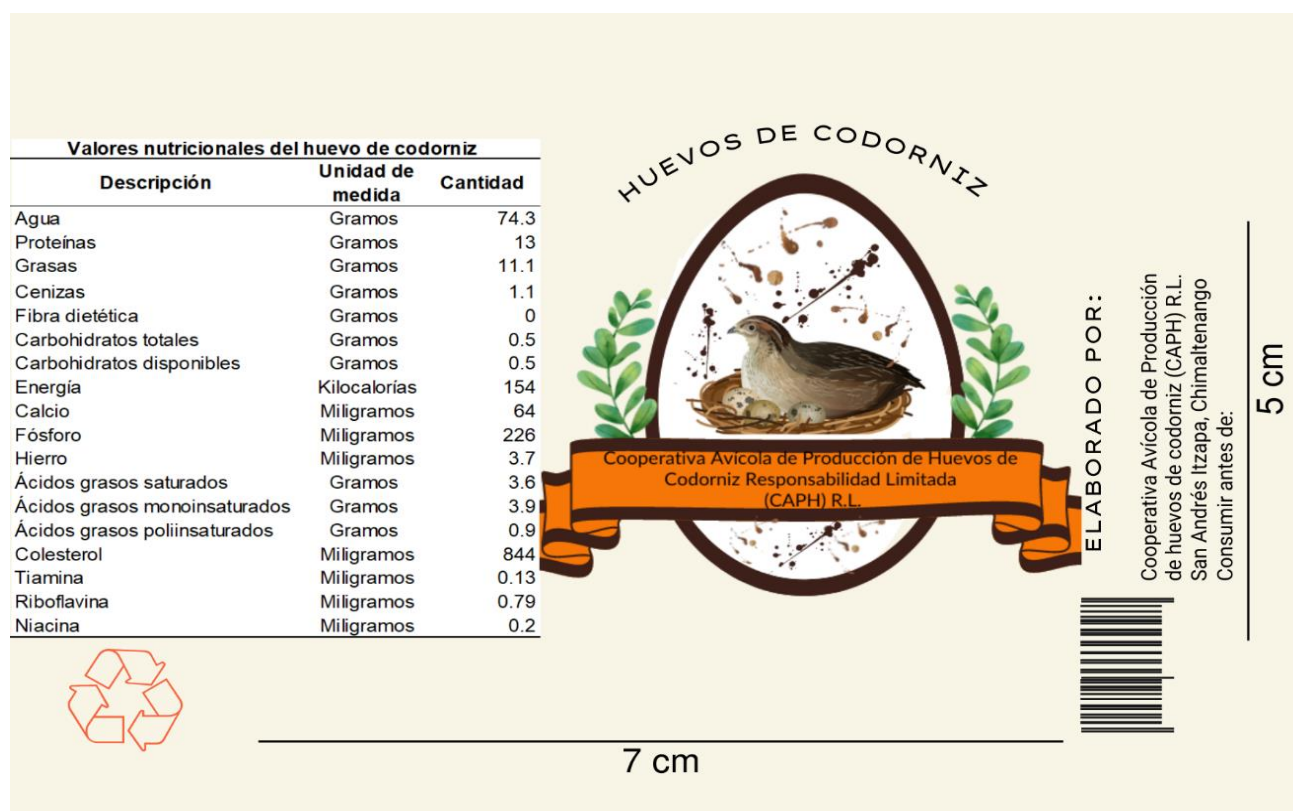 Valores nutricionales del huevo de codorniz
Descripción Unidad de medida Cantidad
Agua Gramos 74.3
Proteínas Gramos 13
Grasas Gramos 11.1
Cenizas Gramos 1.1
Fibra dietética Gramos 0
Carbohidratos totales Gramos 0.5
Carbohidratos disponibles Gramos 0.5
Energía Kilocalorías 154
Calcio Miligramos 64
Fósforo Miligramos 226
Hierro Miligramos 3.7
Ácidos grasos saturados Gramos 3.6
Ácidos grasos monoinsaturados Gramos 3.9
Ácidos grasos poliinsaturados Gramos 0.9
Colesterol Miligramos 844
Tiamina Miligramos 0.13
Riboflavina Miligramos 0.79
Niacina Miligramos 0.2
HUEVOS DE CODORNIZ
Cooperativa Avícola de Producción de Huevos de
Codorniz Responsabilidad Limitada
(CAPH) R.L.
ELABORADO POR:
Cooperativa Avícola de Producción
de huevos de codorniz (CAPH) R.L.
San Andrés Itzapa, Chimaltenango
Consumir antes de:
5 cm
7 cm